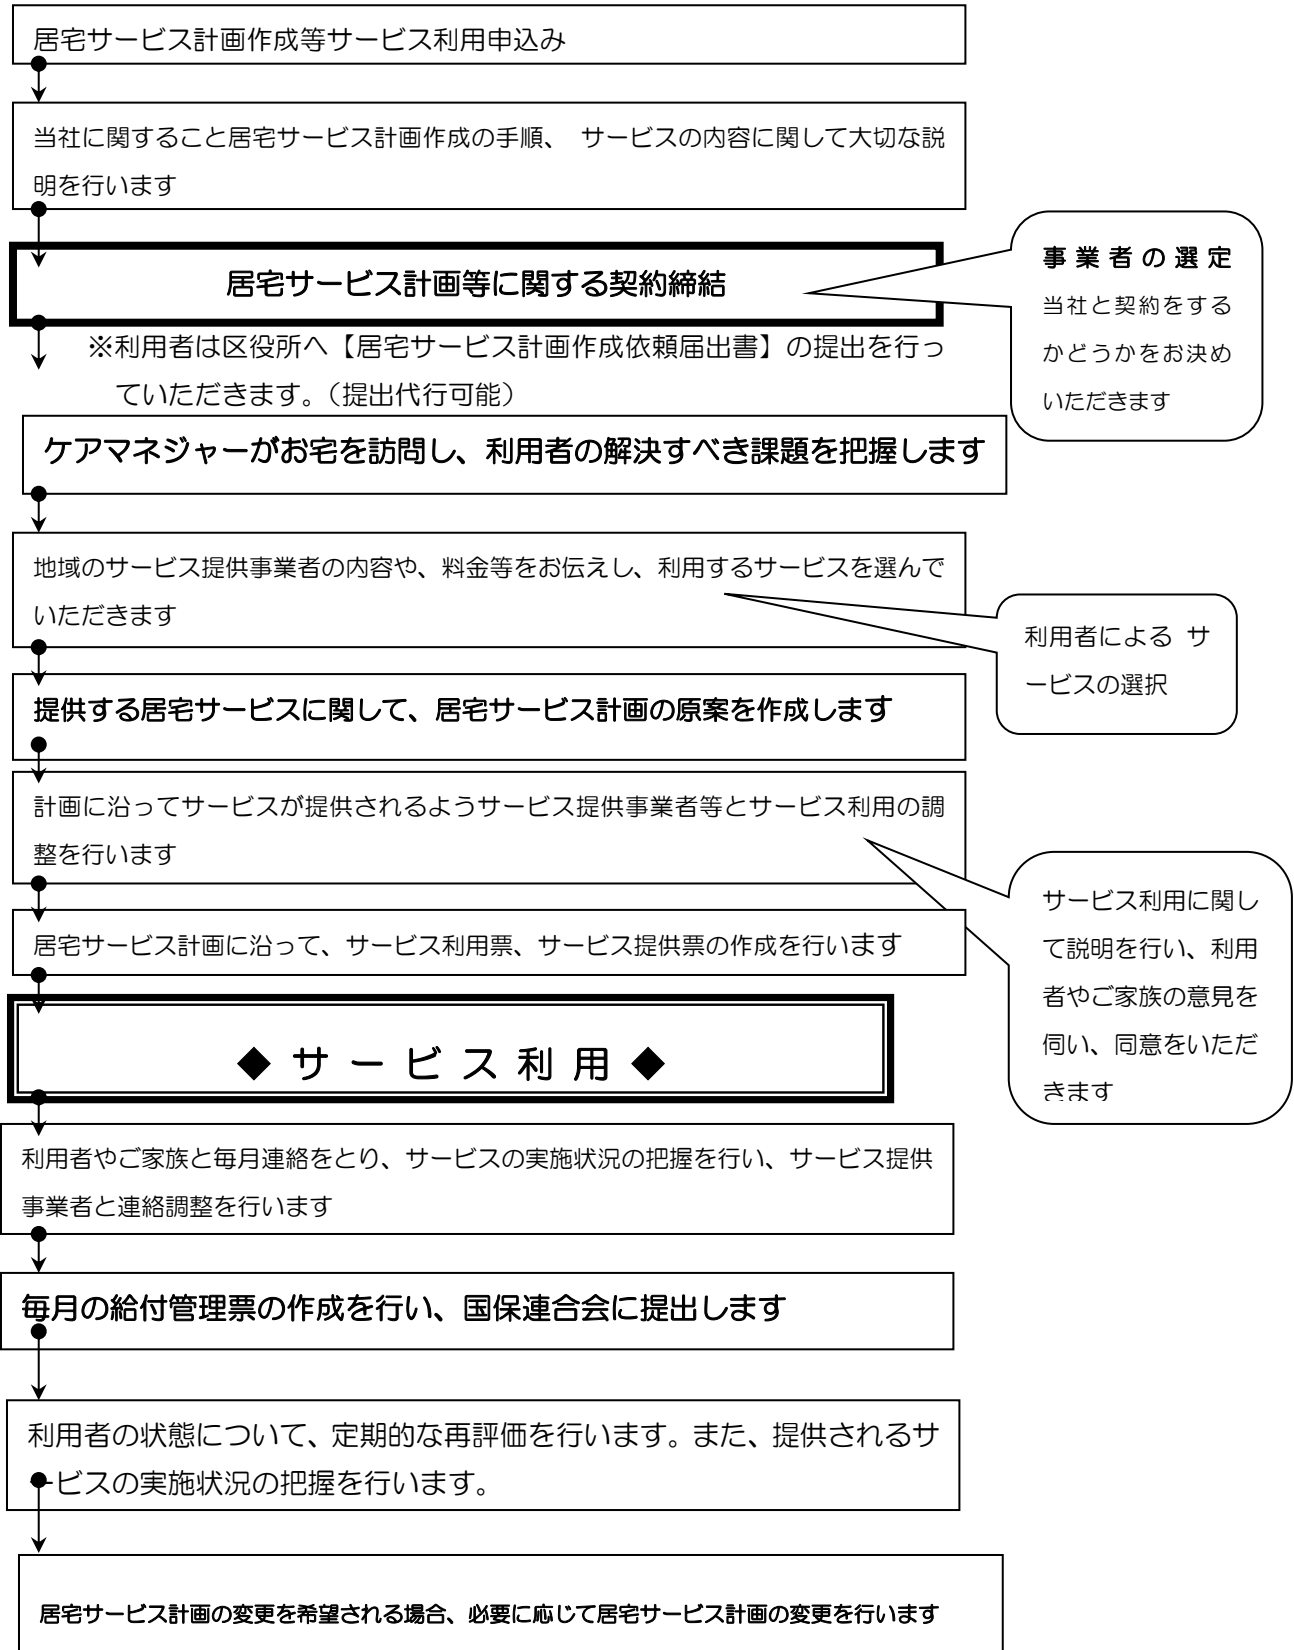 居宅サービス計画作成等サービス利用申込み
当社に関すること居宅サービス計画作成の手順、 サービスの内容に関して大切な説
明を行います
居宅サービス計画等に関する契約締結
事業者の選定
当社と契約をする
かどうかをお決め
いただきます
※利用者は区役所へ【居宅サービス計画作成依頼届出書】の提出を行っ
ていただきます。（提出代行可能）
ケアマネジャーがお宅を訪問し、利用者の解決すべき課題を把握します
地域のサービス提供事業者の内容や、料金等をお伝えし、利用するサービスを選んで
いただきます
利用者による サ
ービスの選択
提供する居宅サービスに関して、居宅サービス計画の原案を作成します
計画に沿ってサービスが提供されるようサービス提供事業者等とサービス利用の調
整を行います
サービス利用に関し
て説明を行い、利用
者やご家族の意見を
伺い、同意をいただ
きます
居宅サービス計画に沿って、サービス利用票、サービス提供票の作成を行います
◆サービス利用◆
利用者やご家族と毎月連絡をとり、サービスの実施状況の把握を行い、サービス提供
事業者と連絡調整を行います
毎月の給付管理票の作成を行い、国保連合会に提出します
利用者の状態について、定期的な再評価を行います。また、提供されるサ
ービスの実施状況の把握を行います。
居宅サービス計画の変更を希望される場合、必要に応じて居宅サービス計画の変更を行います